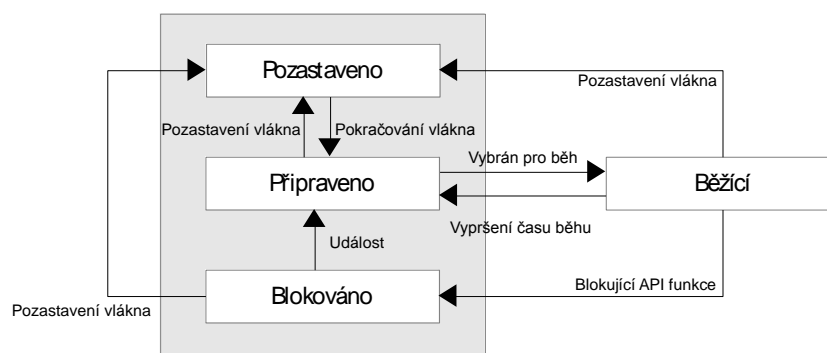 Pozastaveno
Pozastavení vlákna
Pozastavení vlákna
Pokračování vlákna
Vybrán pro běh
Připraveno
Běžící
Vypršení času běhu
Událost
Blokováno
Blokující API funkce
Pozastavení vlákna